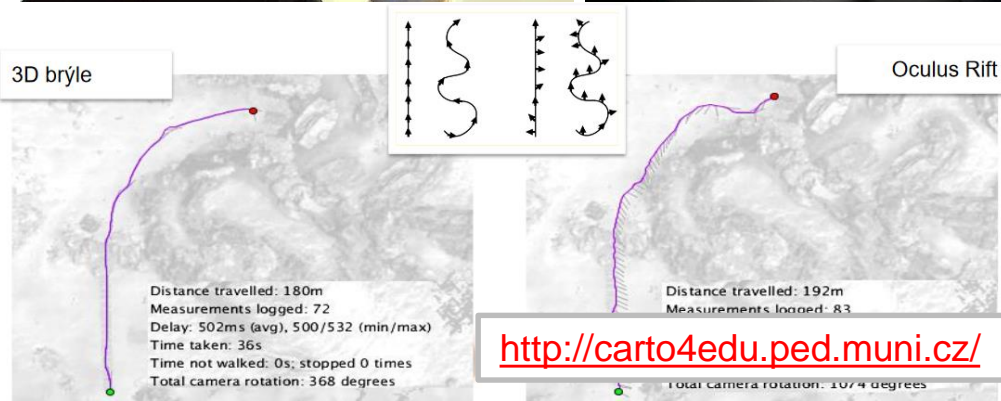 3D brýle
Oculus Rift
Distance travelled: 180m
Measurements logged: 72
Delay: 502ms (avg), 500/532 (min/max)
Time taken: 36s
Time not walked: 0s; stopped 0 times
Total camera rotation: 368 degrees
Distance travelled: 192m
Measurements logged: 83
http://carto4edu.ped.muni.cz/
Total camera rotation: 1074 degrees